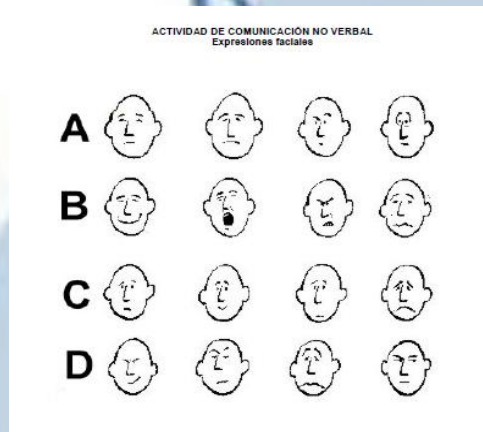 ACTIVIDAD DE COMUNICACIÓN NO VERBAL
Expresiones faciales
A
B
C
D